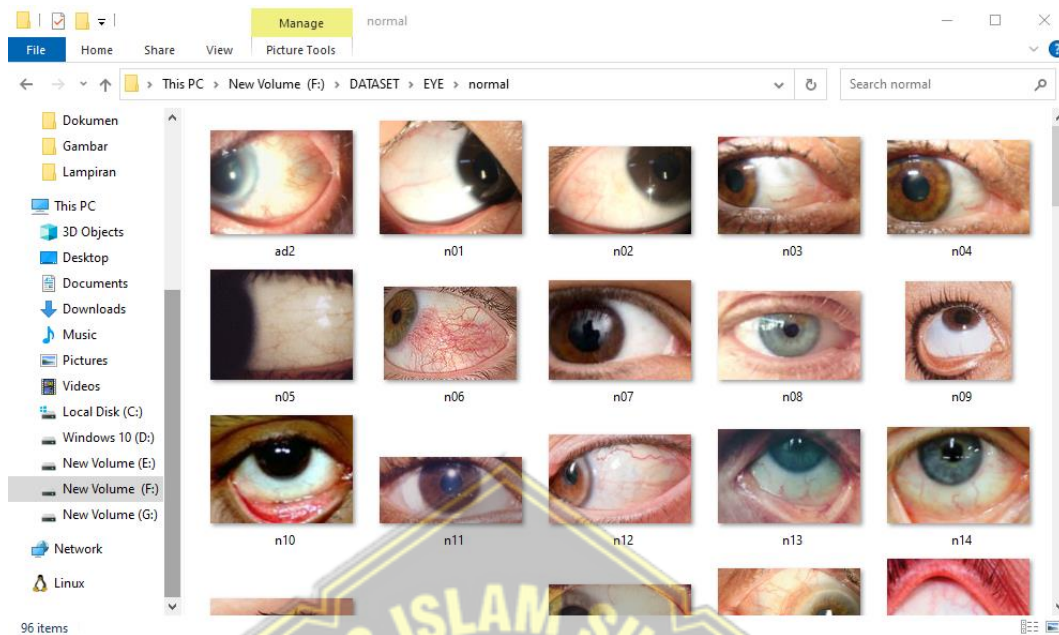 Manage
normal
File
Home
Share
View
Picture Tools
This PC > New Volume (F:) > DATASET > EYE > normal
Search normal
Dokumen
Gambar
Lampiran
This PC
3D Objects
Desktop
Documents
Downloads
Music
Pictures
Videos
Local Disk (C:)
Windows 10 (D:)
New Volume (E:)
New Volume (F:)
New Volume (G:)
Network
Linux
ad2
n01
n02
n03
n04
n05
n06
n07
n08
n09
n10
n11
n12
n13
n14
ISLAM
96 items